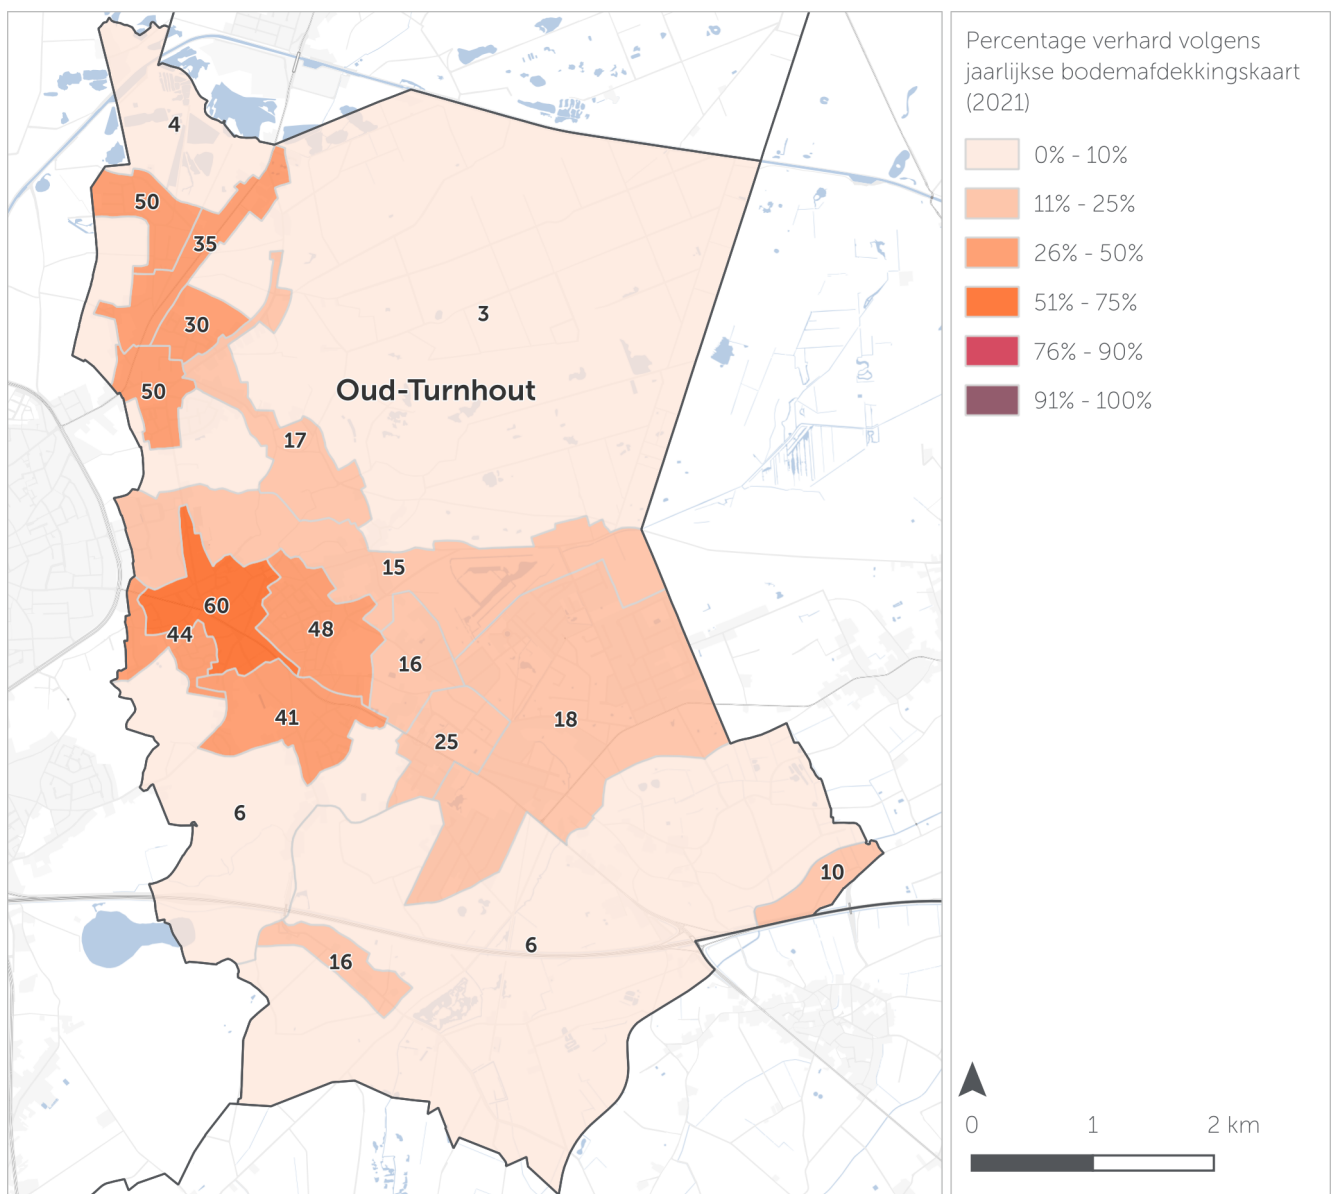 4
50
35
30
3
50
Oud-Turnhout
17
15
60
48
44
16
41
18
25
6
10
6
16
Percentage verhard volgens
jaarlijkse bodemafdekkingskaart
(2021)
0% - 10%
11% - 25%
26% - 50%
51% - 75%
76% - 90%
91% - 100%
0 1 2 km